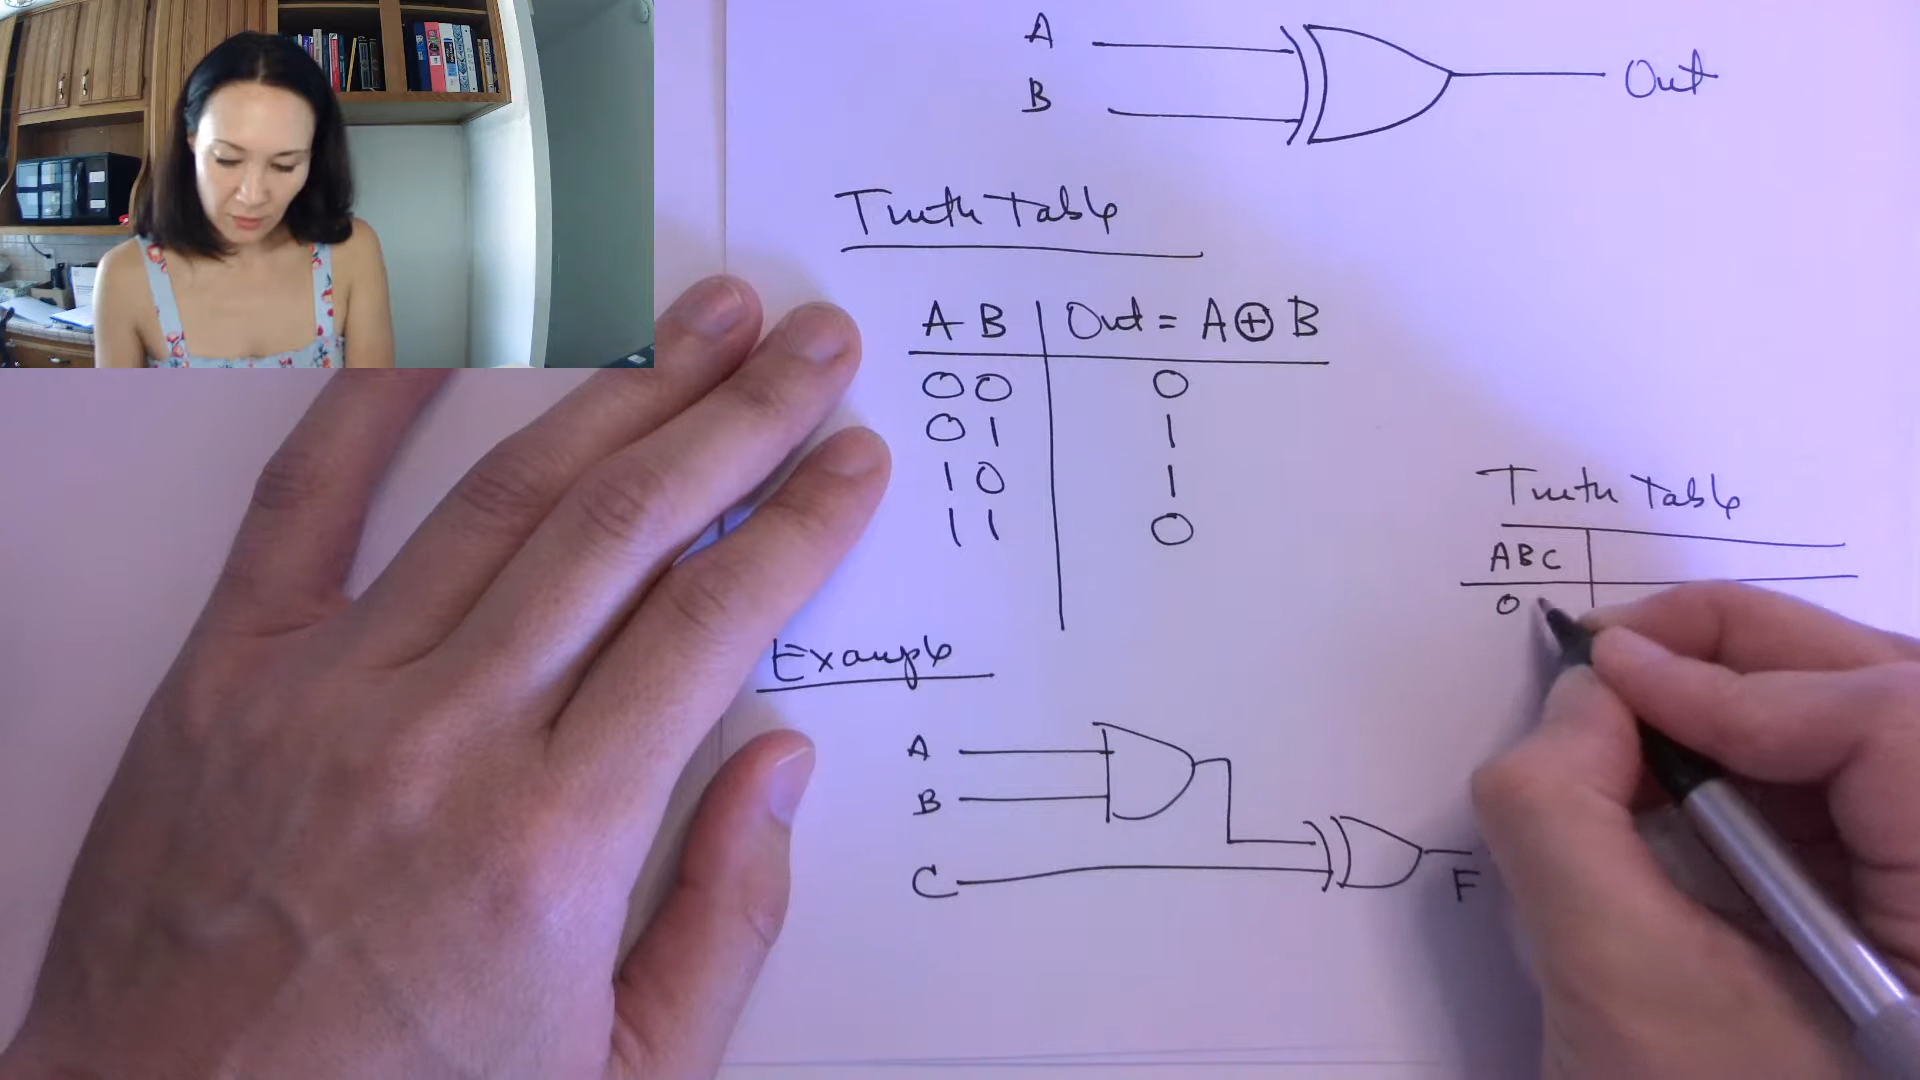 A
B
Out
Truth Table
A B Out = A ⊕ B
0 0 0
0 1 1
1 0 1
1 1 0
Truth Table
A B C
0
Example
A
B
C
F